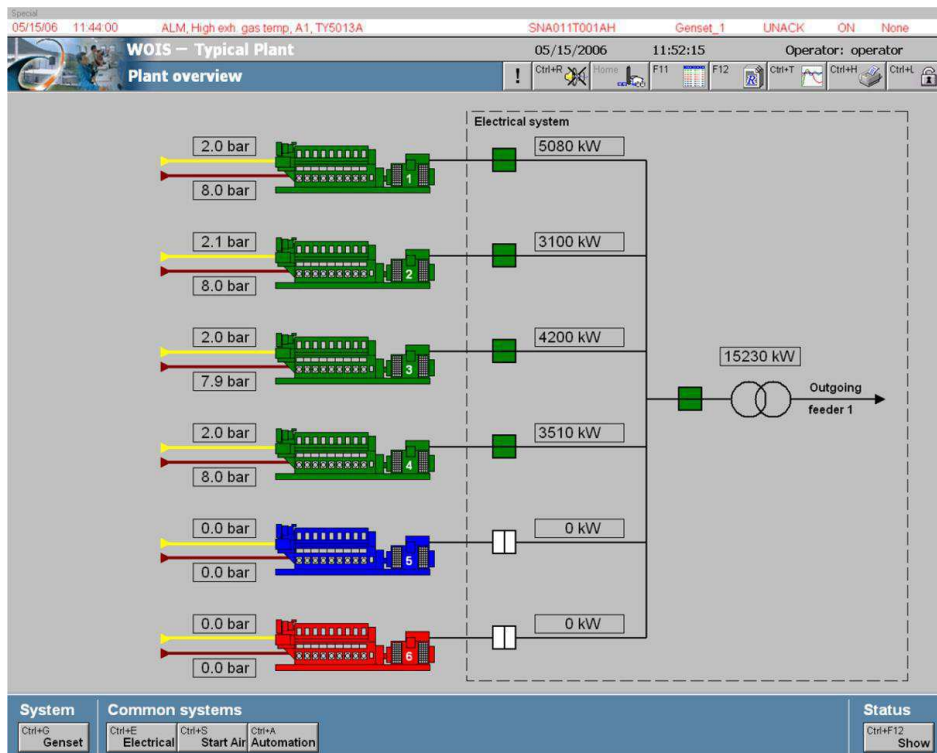 Special
05/15/06 11:44:00 ALM, High exh. gas temp, A1, TY5013A SNA011T001AH Genset_1 UNACK ON None
WOIS – Typical Plant 05/15/2006 11:52:15 Operator: operator
Plant overview ! Ctrl+R Home F11 F12 R Ctrl+T Ctrl+H Ctrl+L
Electrical system
2.0 bar 5080 kW
1
8.0 bar
2.1 bar 3100 kW
2
8.0 bar
2.0 bar 4200 kW
3
7.9 bar
15230 kW
Outgoing
feeder 1
2.0 bar 3510 kW
4
8.0 bar
0.0 bar 0 kW
5
0.0 bar
0.0 bar 0 kW
6
0.0 bar
System Common systems Status
Ctrl+G Ctrl+E Ctrl+S Ctrl+A Ctrl+F12
Genset Electrical Start Air Automation Show